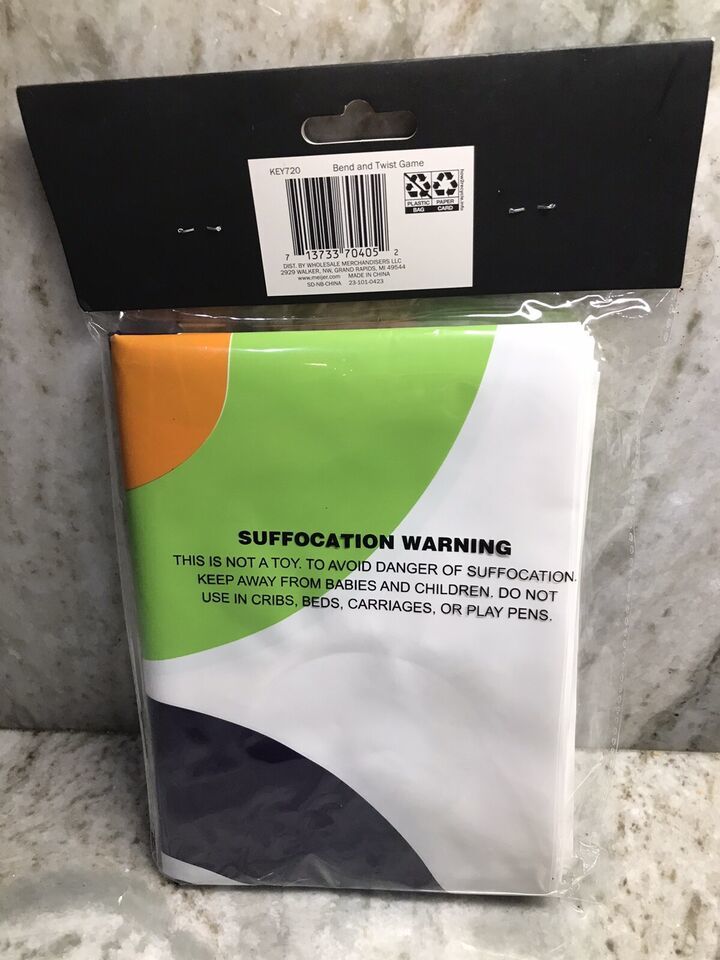 KEY720 Bend and Twist Game
PLASTIC PAPER
BAG CARD
how2recycle.info
7 13733 70405 2
DIST. BY WHOLESALE MERCHANDISERS LLC
2929 WALKER, NW, GRAND RAPIDS, MI 49544
www.meijer.com MADE IN CHINA
SD-NB CHINA 23-101-0423
SUFFOCATION WARNING
THIS IS NOT A TOY. TO AVOID DANGER OF SUFFOCATION.
KEEP AWAY FROM BABIES AND CHILDREN. DO NOT
USE IN CRIBS, BEDS, CARRIAGES, OR PLAY PENS.